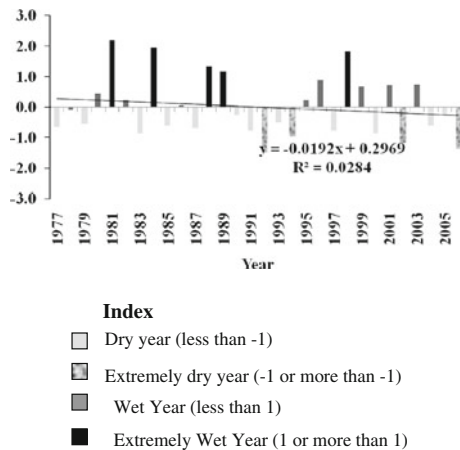 3.0
2.0
1.0
0.0
-1.0
-2.0
-3.0
y = -0.0192x + 0.2969
R² = 0.0284
1977
1979
1981
1983
1985
1987
1989
1991
1993
1995
1997
1999
2001
2003
2005
Year
Index
Dry year (less than -1)
Extremely dry year (-1 or more than -1)
Wet Year (less than 1)
Extremely Wet Year (1 or more than 1)